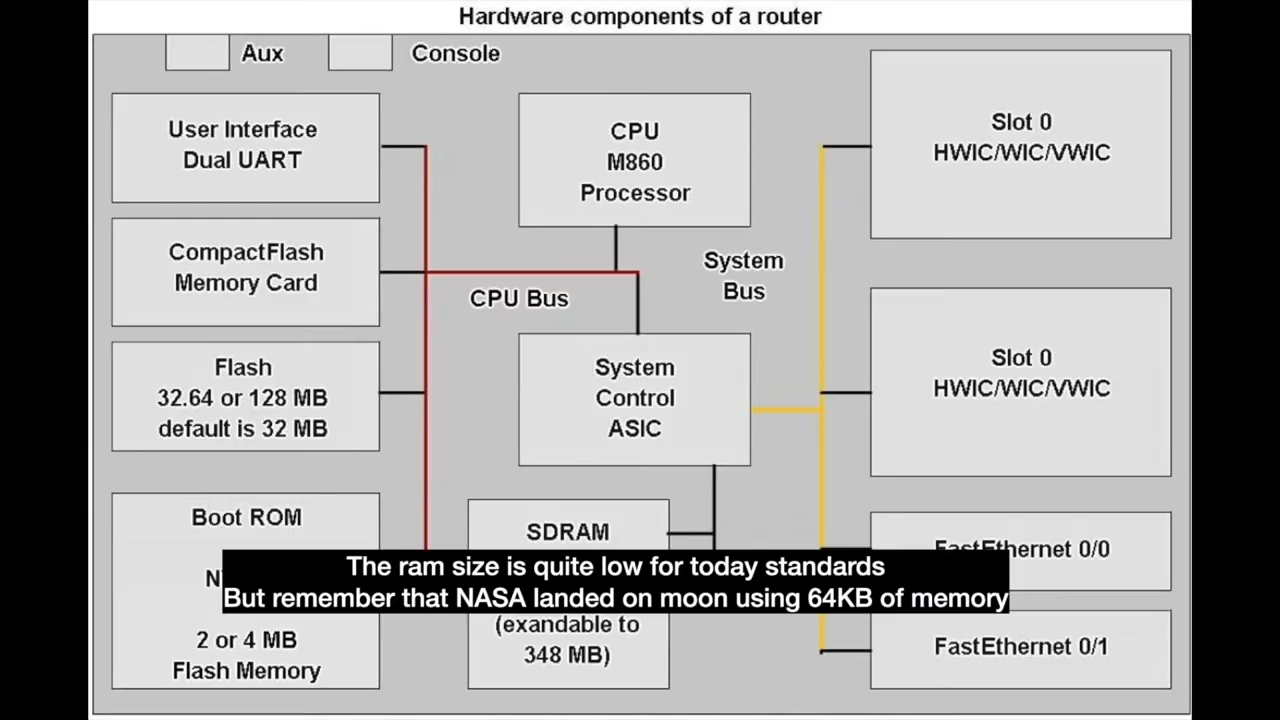 Hardware components of a router
Aux
Console
User Interface
Dual UART
CompactFlash
Memory Card
Flash
32.64 or 128 MB
default is 32 MB
Boot ROM
2 or 4 MB
Flash Memory
CPU
M860
Processor
CPU Bus
System
Bus
System
Control
ASIC
SDRAM
(exandable to
348 MB)
Slot 0
HWIC/WIC/VWIC
Slot 0
HWIC/WIC/VWIC
FastEthernet 0/0
FastEthernet 0/1
The ram size is quite low for today standards
But remember that NASA landed on moon using 64KB of memory